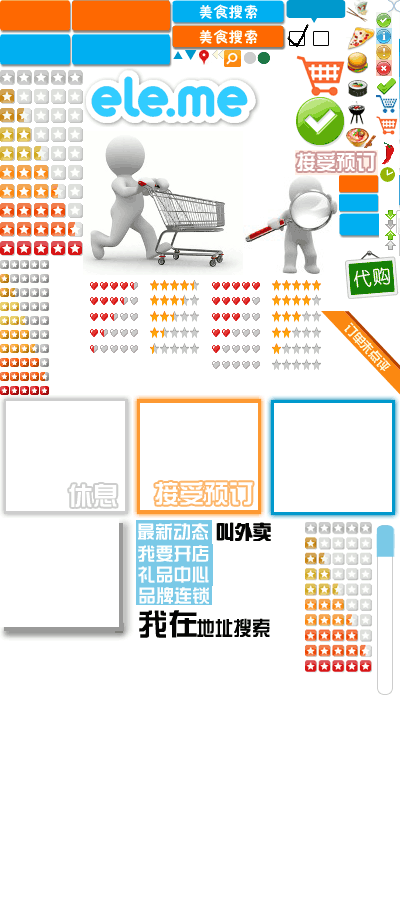 美食搜索
美食搜索
ele.me
接受预订
代购
订单未点评
休息
接受预订
最新动态
叫外卖
我要开店
礼品中心
品牌连锁
我在地址搜索